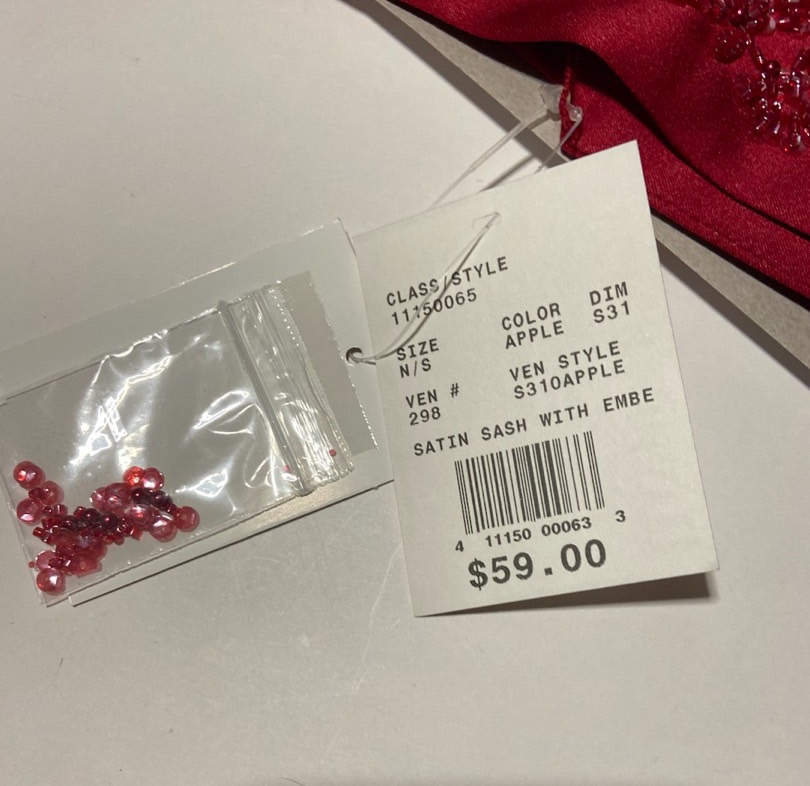 CLASS/STYLE
11150065
COLOR DIM
APPLE S31
SIZE
N/S
VEN STYLE
S310APPLE
VEN #
298
SATIN SASH WITH EMBE
4 11150 00063 3
$59.00